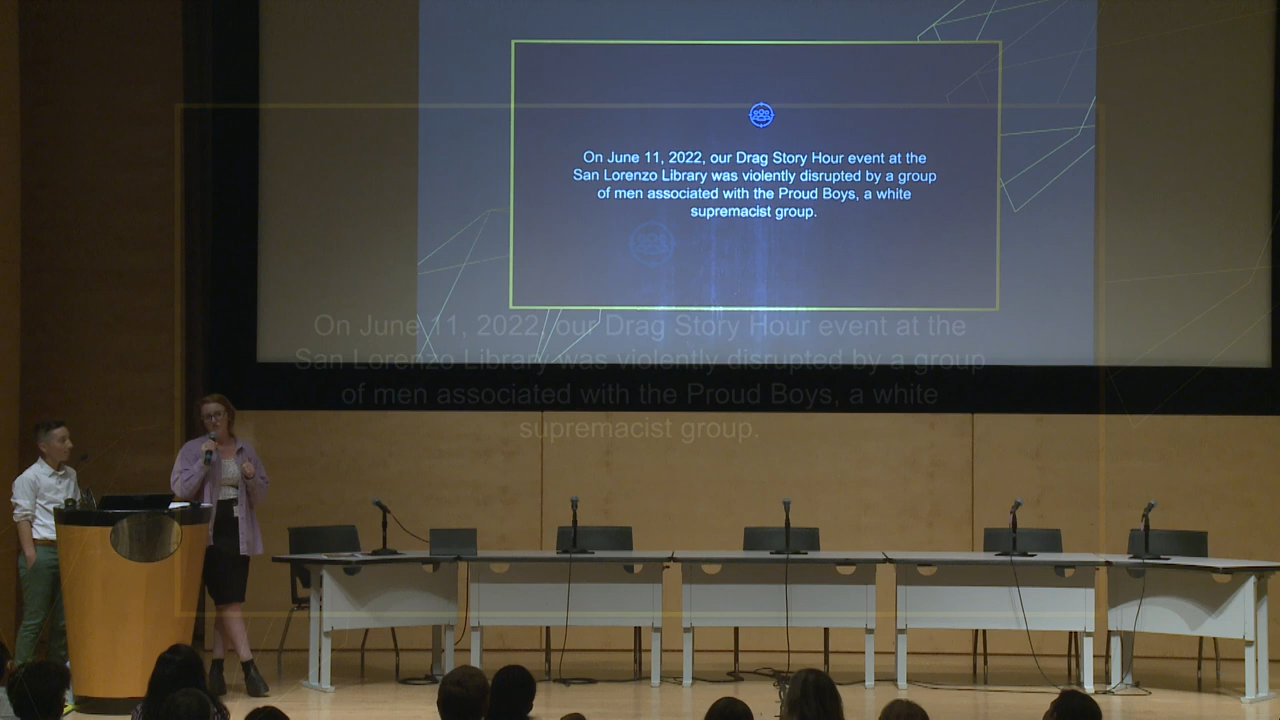 On June 11, 2022, our Drag Story Hour event at the
San Lorenzo Library was violently disrupted by a group
of men associated with the Proud Boys, a white
supremacist group.
On June 11, 2022, our Drag Story Hour event at the
San Lorenzo Library was violently disrupted by a group
of men associated with the Proud Boys, a white
supremacist group.